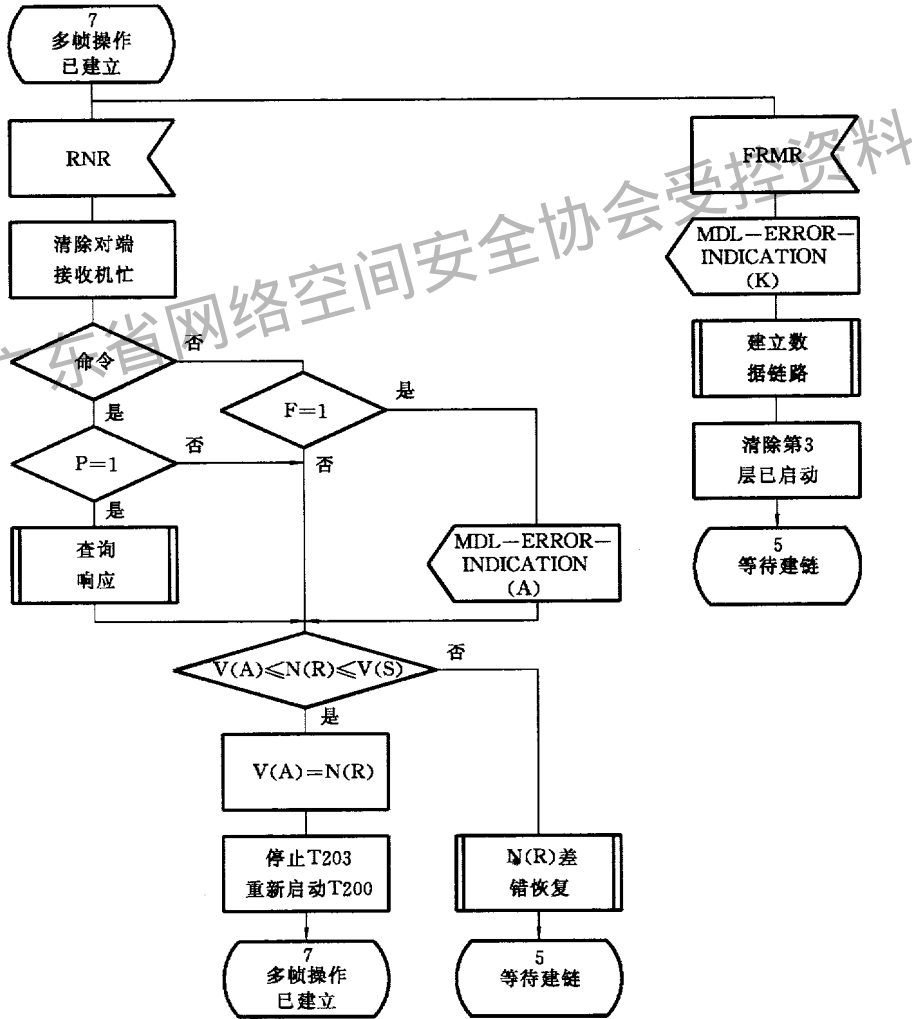 7
多帧操作
已建立
RNR
FRMR
清除对端
接收机忙
MDL－ERROR－
INDICATION
(K)
命令
否
是
F=1
是
否
建立数
据链路
P=1
否
是
清除第3
层已启动
查询
响应
MDL－ERROR－
INDICATION
(A)
5
等待建链
V(A)≤N(R)≤V(S)
否
是
V(A)=N(R)
停止T203
重新启动T200
N(R)差
错恢复
7
多帧操作
已建立
5
等待建链
广东省网络空间安全协会受控资料